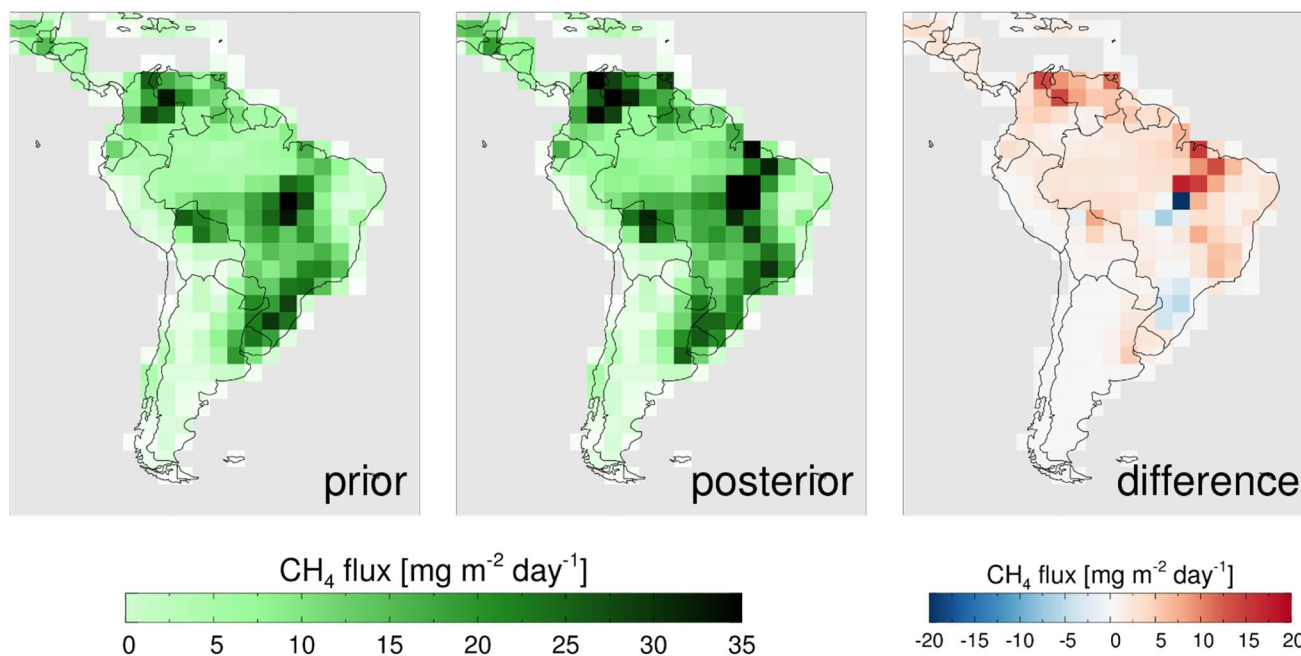 prior
posterior
difference
CH₄ flux [mg m⁻² day⁻¹]
0 5 10 15 20 25 30 35
CH₄ flux [mg m⁻² day⁻¹]
-20 -15 -10 -5 0 5 10 15 20